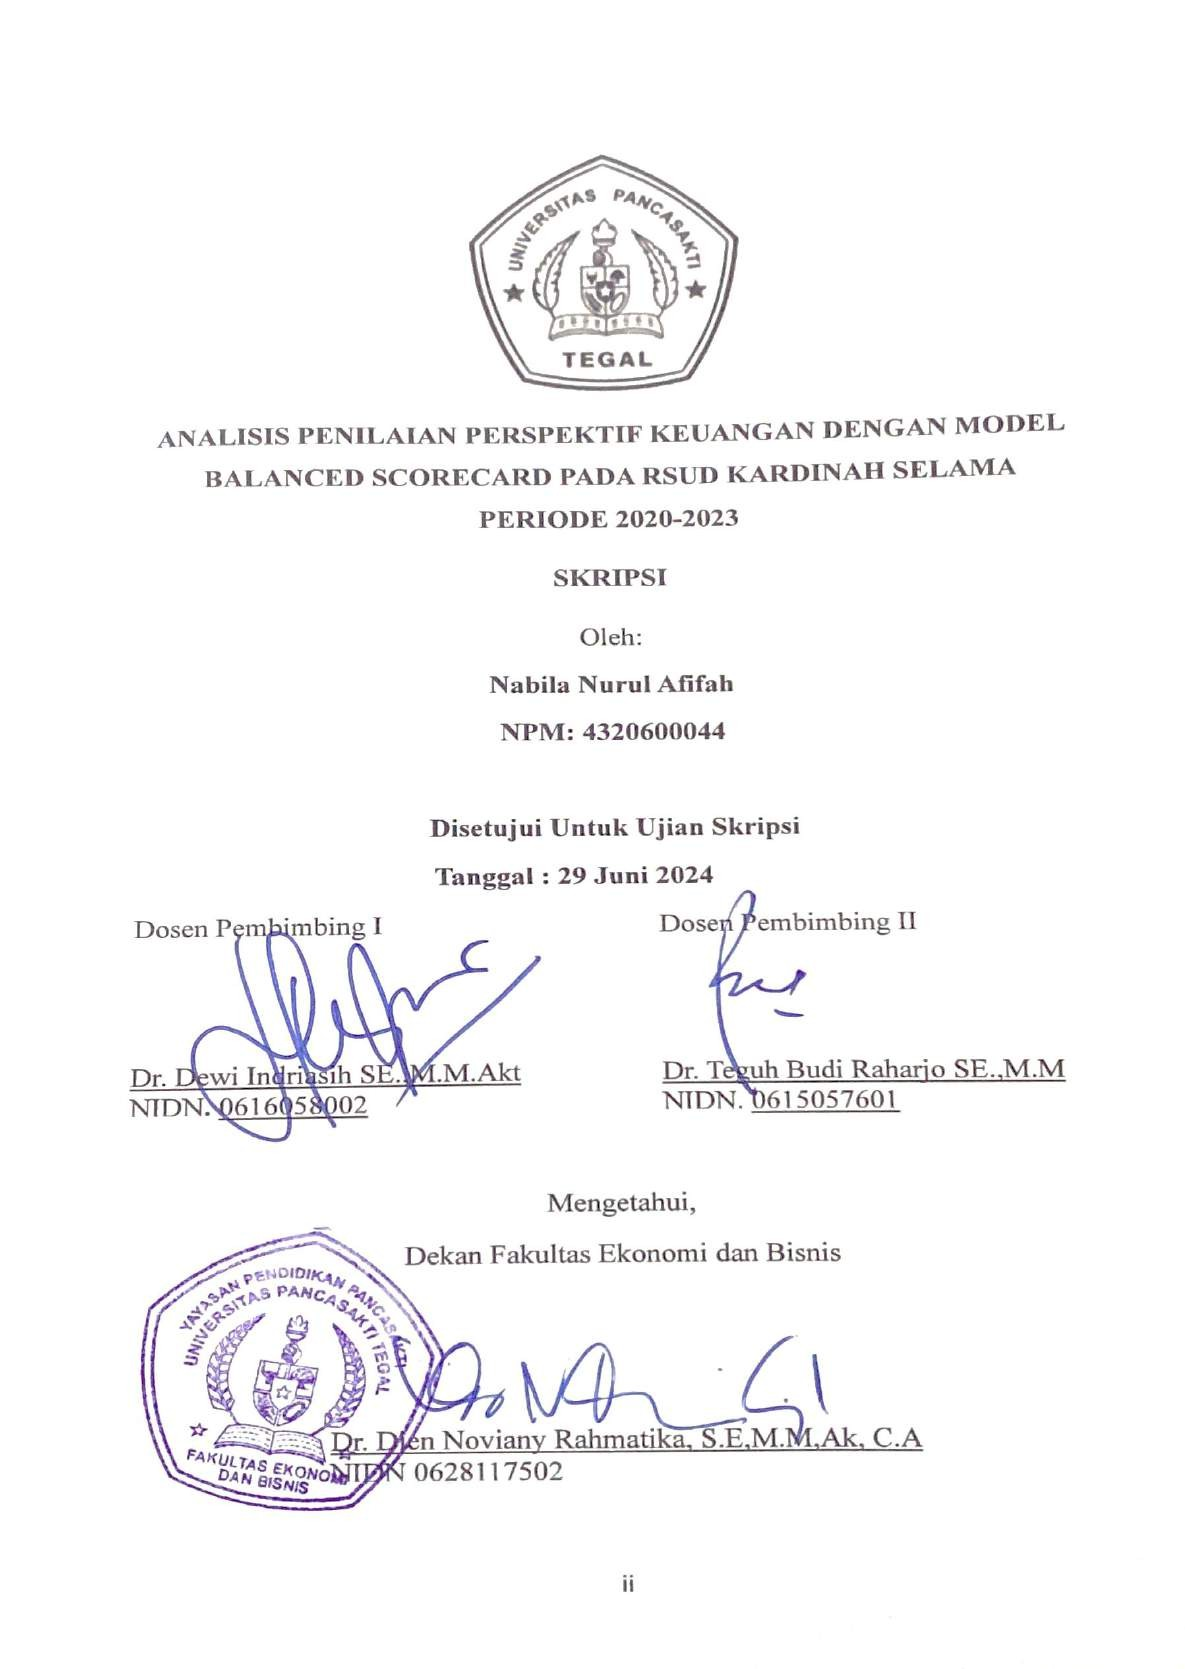 UNIVERSITAS PANCASAKTI
TEGAL
ANALISIS PENILAIAN PERSPEKTIF KEUANGAN DENGAN MODEL
BALANCED SCORECARD PADA RSUD KARDINAH SELAMA
PERIODE 2020-2023
SKRIPSI
Oleh:
Nabila Nurul Afifah
NPM: 4320600044
Disetujui Untuk Ujian Skripsi
Tanggal : 29 Juni 2024
Dosen Pembimbing I
Dosen Pembimbing II
Dr. Dewi Indriasih SE.,M.M.Akt
NIDN. 0616058002
Dr. Teguh Budi Raharjo SE.,M.M
NIDN. 0615057601
Mengetahui,
Dekan Fakultas Ekonomi dan Bisnis
YAYASAN PENDIDIKAN PANCASAKTI
UNIVERSITAS PANCASAKTI TEGAL
FAKULTAS EKONOMI
DAN BISNIS
Dr. Dien Noviany Rahmatika, S.E,M.M,Ak, C.A
NIDN 0628117502
ii